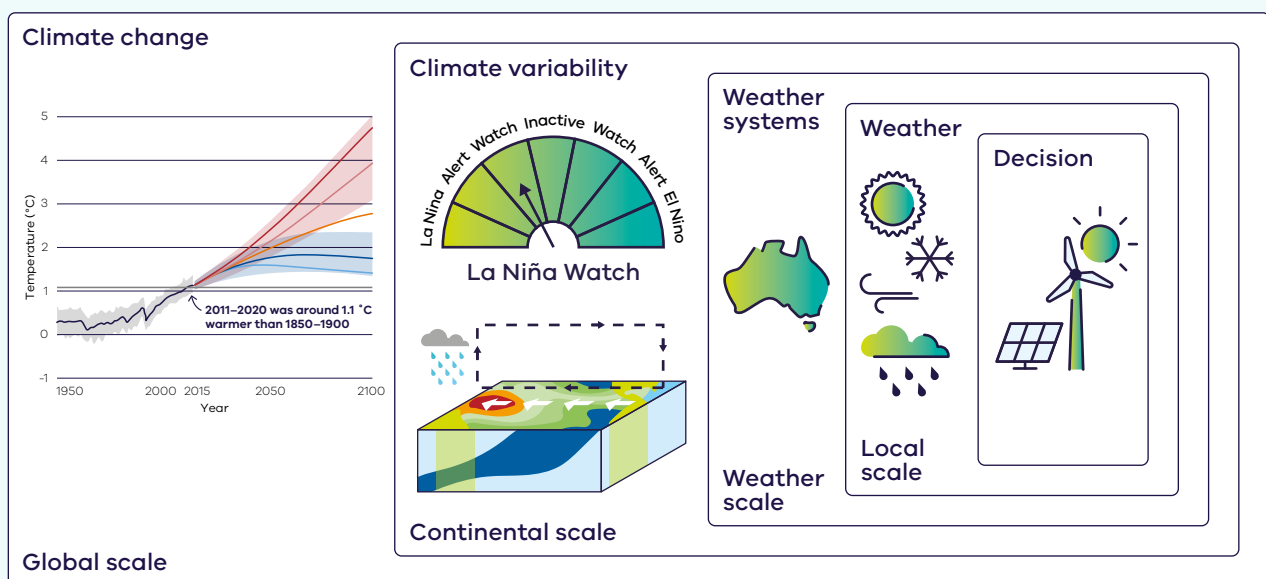 Climate change
5
4
3
2
1
0
-1
Temperature (°C)
1950
2000
2015
2050
2100
Year
2011–2020 was around 1.1 °C
warmer than 1850–1900
Global scale
Climate variability
La Nina
Alert
Watch
Inactive
Watch
Alert
El Nino
La Niña Watch
Continental scale
Weather
systems
Weather
scale
Weather
Local
scale
Decision